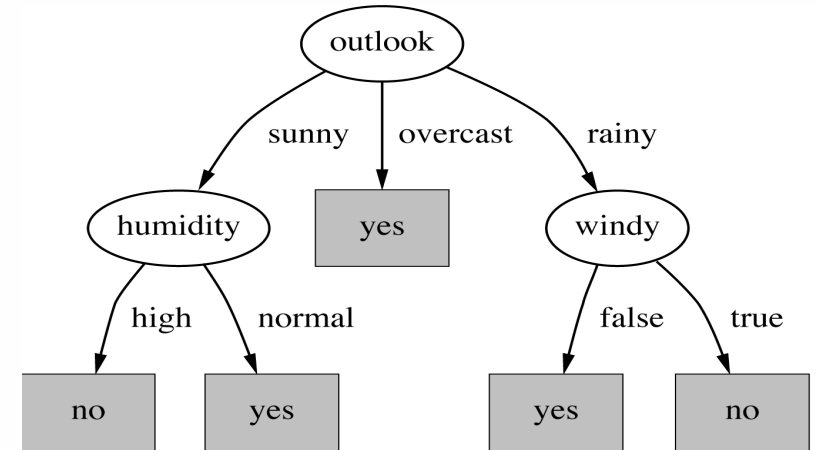 outlook
sunny overcast rainy
humidity yes windy
high normal false true
no yes yes no